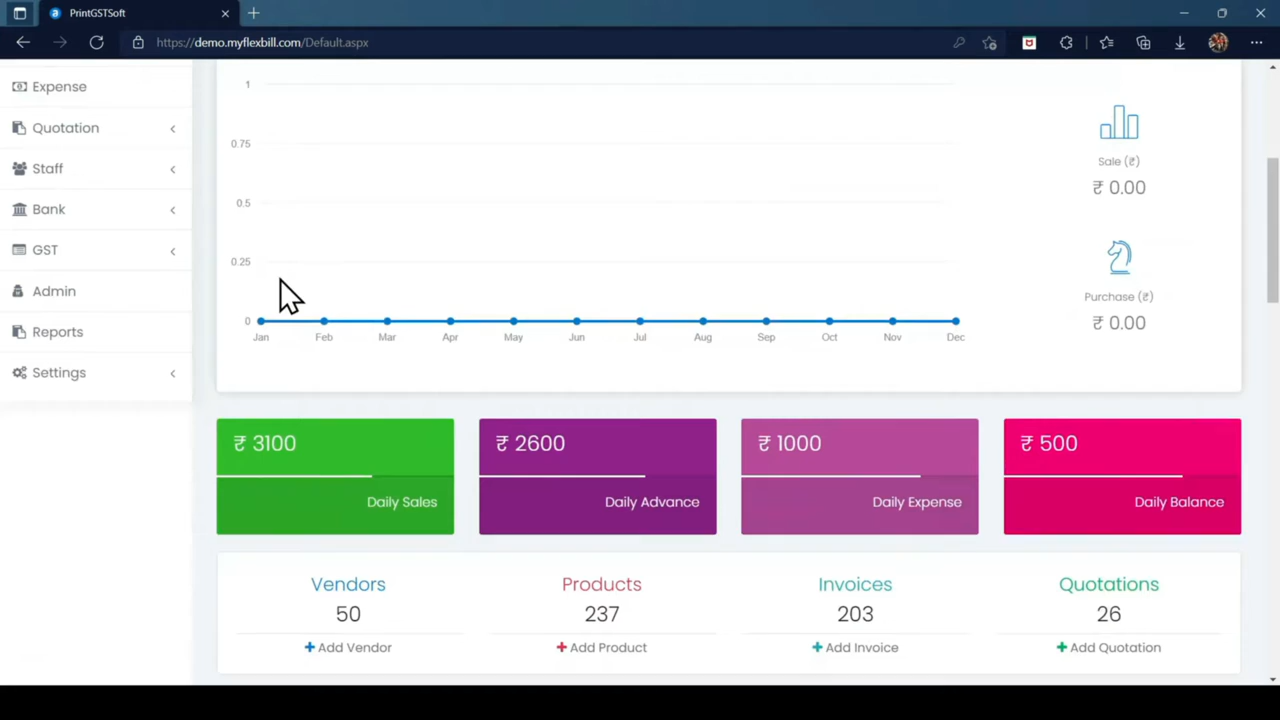 PrintGSTSoft
https://demo.myflexbill.com/Default.aspx
Expense
Quotation
Staff
Bank
GST
Admin
Reports
Settings
1
0.75
0.5
0.25
0
Jan Feb Mar Apr May Jun Jul Aug Sep Oct Nov Dec
Sale (₹)
₹ 0.00
Purchase (₹)
₹ 0.00
₹ 3100
Daily Sales
₹ 2600
Daily Advance
₹ 1000
Daily Expense
₹ 500
Daily Balance
Vendors
50
+ Add Vendor
Products
237
+ Add Product
Invoices
203
+ Add Invoice
Quotations
26
+ Add Quotation